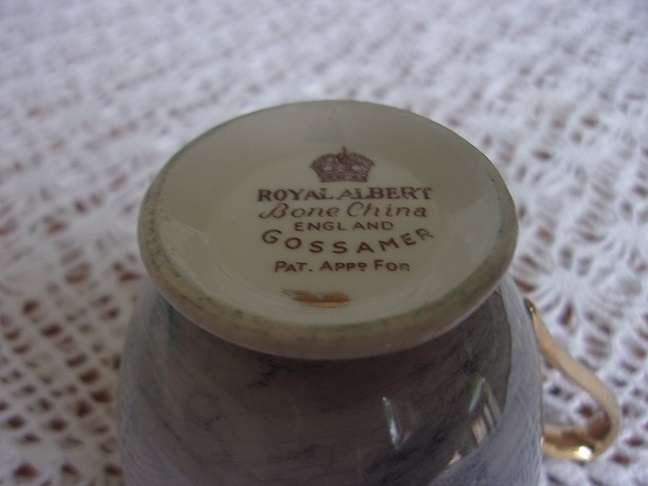 ROYAL ALBERT
Bone China
ENGLAND
GOSSAMER
PAT. APPD FOR